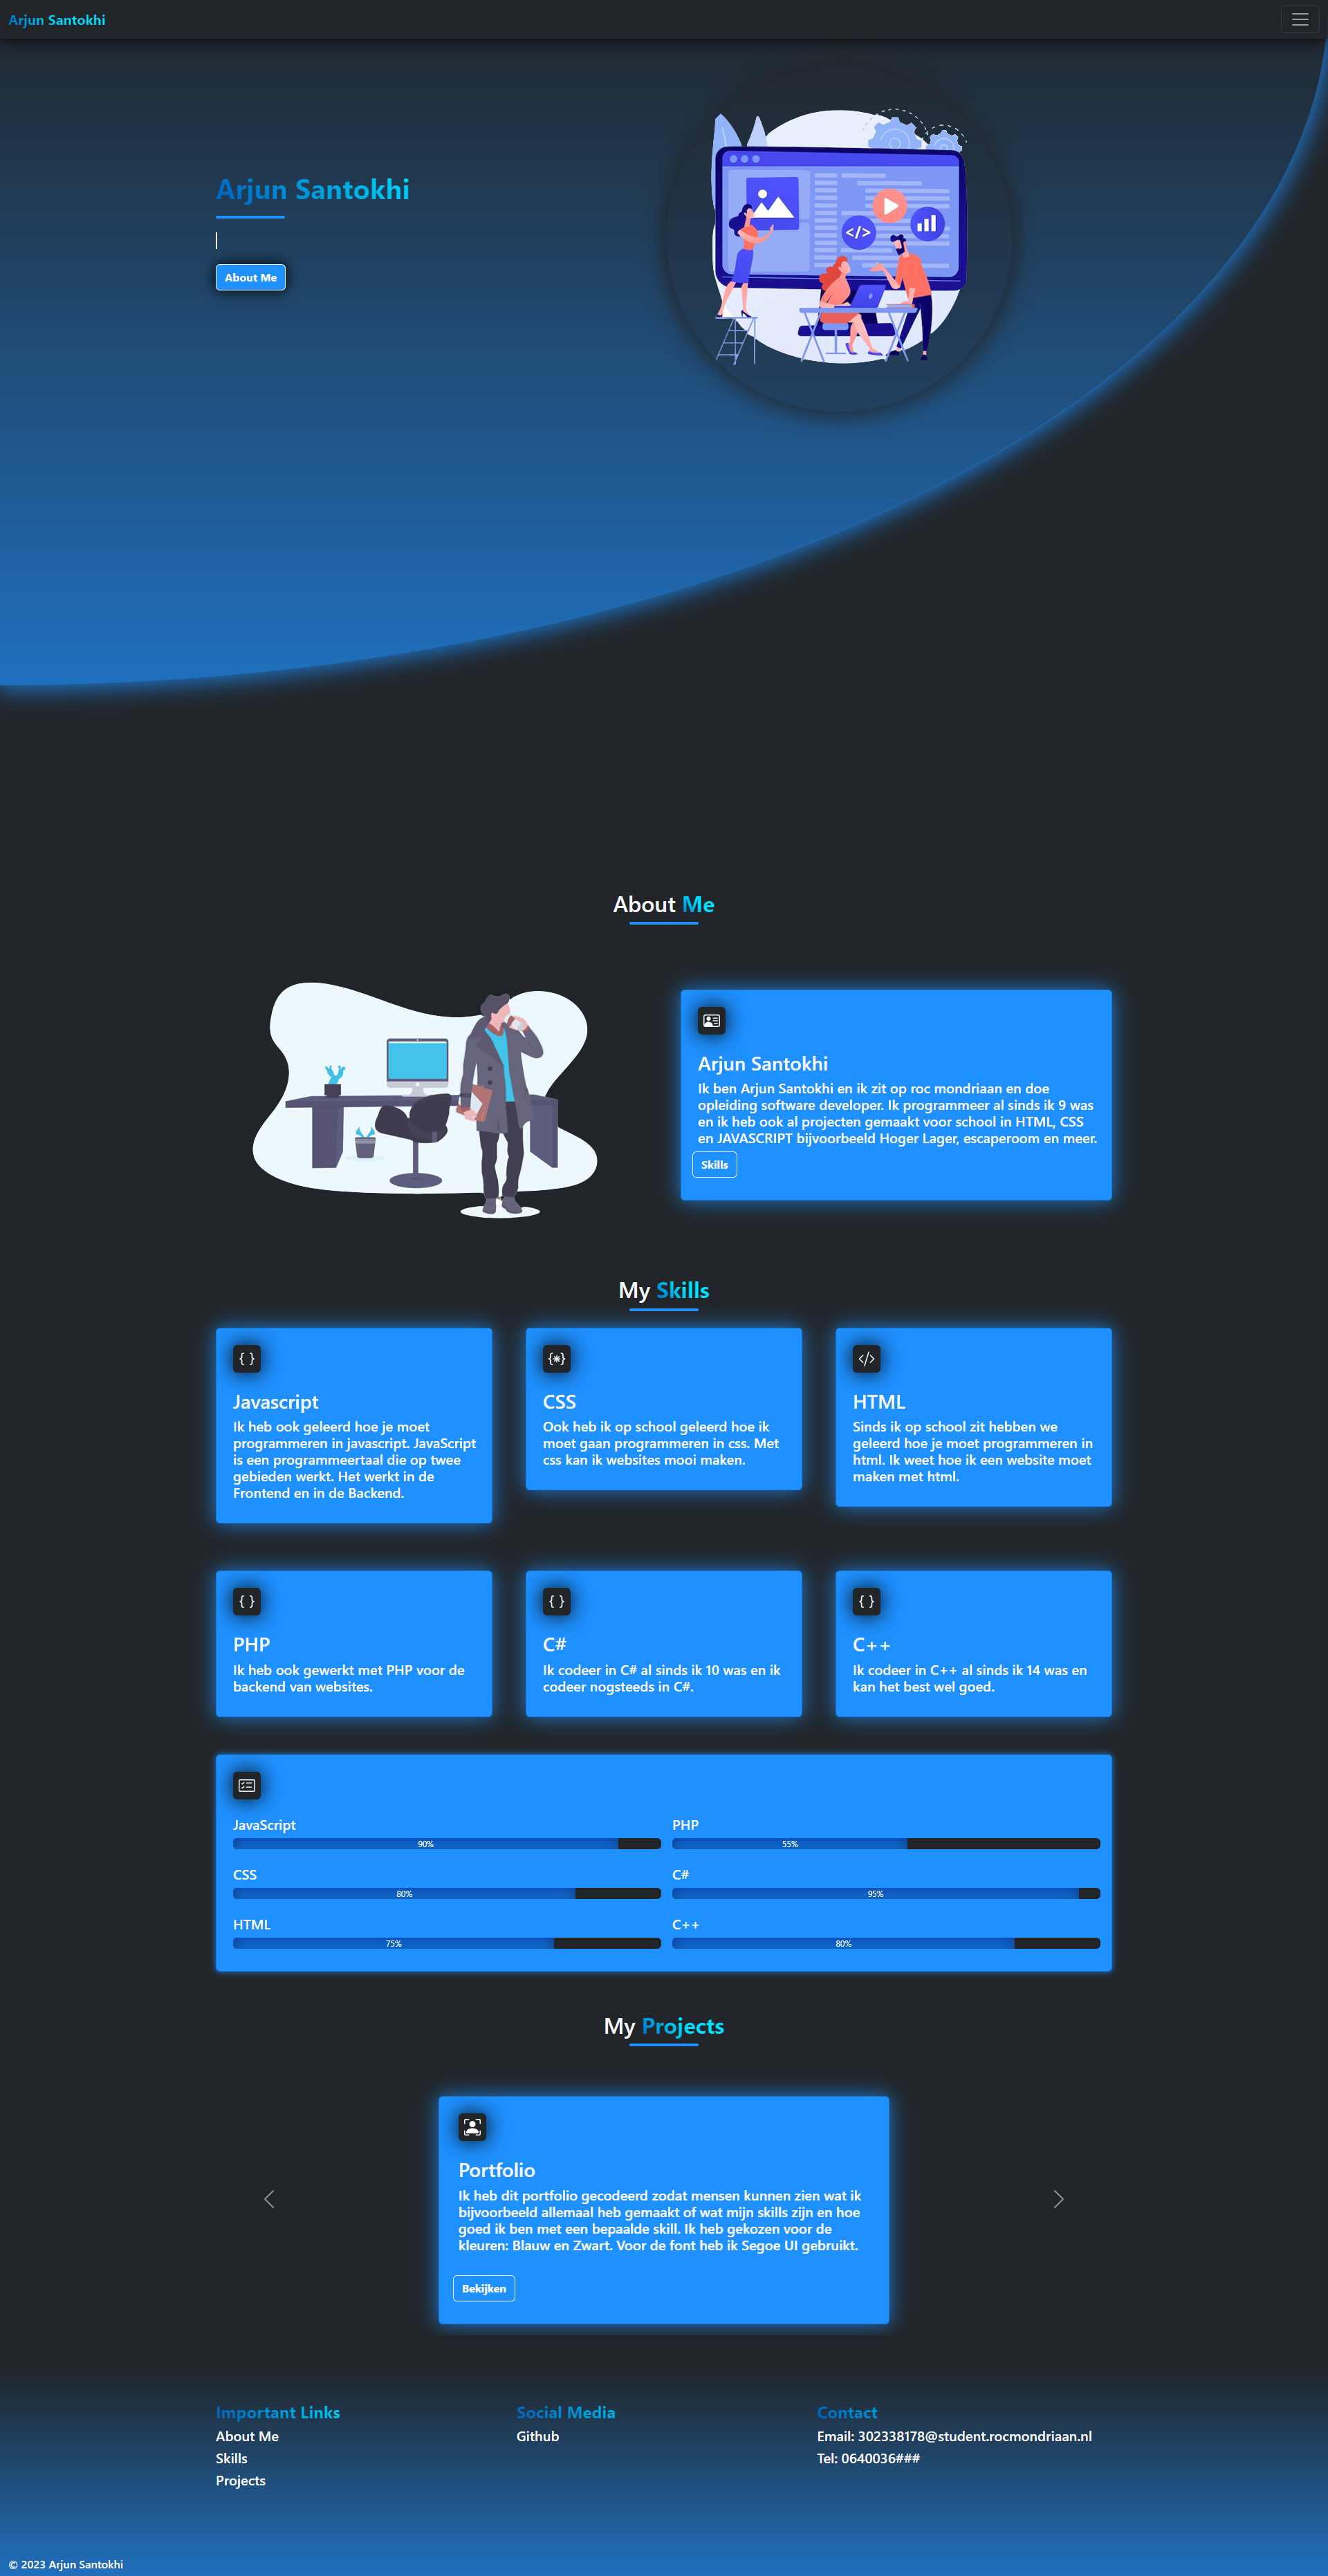 Arjun Santokhi
Arjun Santokhi
About Me
</>
About Me
Arjun Santokhi
Ik ben Arjun Santokhi en ik zit op roc mondriaan en doe
opleiding software developer. Ik programmeer al sinds ik 9 was
en ik heb ook al projecten gemaakt voor school in HTML, CSS
en JAVASCRIPT bijvoorbeeld Hoger Lager, escaperoom en meer.
Skills
My Skills
Javascript
Ik heb ook geleerd hoe je moet
programmeren in javascript. JavaScript
is een programmeertaal die op twee
gebieden werkt. Het werkt in de
Frontend en in de Backend.
CSS
Ook heb ik op school geleerd hoe ik
moet gaan programmeren in css. Met
css kan ik websites mooi maken.
HTML
Sinds ik op school zit hebben we
geleerd hoe je moet programmeren in
html. Ik weet hoe ik een website moet
maken met html.
PHP
Ik heb ook gewerkt met PHP voor de
backend van websites.
C#
Ik codeer in C# al sinds ik 10 was en ik
codeer nogsteeds in C#.
C++
Ik codeer in C++ al sinds ik 14 was en
kan het best wel goed.
JavaScript
90%
CSS
80%
HTML
75%
PHP
55%
C#
95%
C++
80%
My Projects
Portfolio
Ik heb dit portfolio gecodeerd zodat mensen kunnen zien wat ik
bijvoorbeeld allemaal heb gemaakt of wat mijn skills zijn en hoe
goed ik ben met een bepaalde skill. Ik heb gekozen voor de
kleuren: Blauw en Zwart. Voor de font heb ik Segoe UI gebruikt.
Bekijken
Important Links
About Me
Skills
Projects
Social Media
Github
Contact
Email: 302338178@student.rocmondriaan.nl
Tel: 0640036###
© 2023 Arjun Santokhi